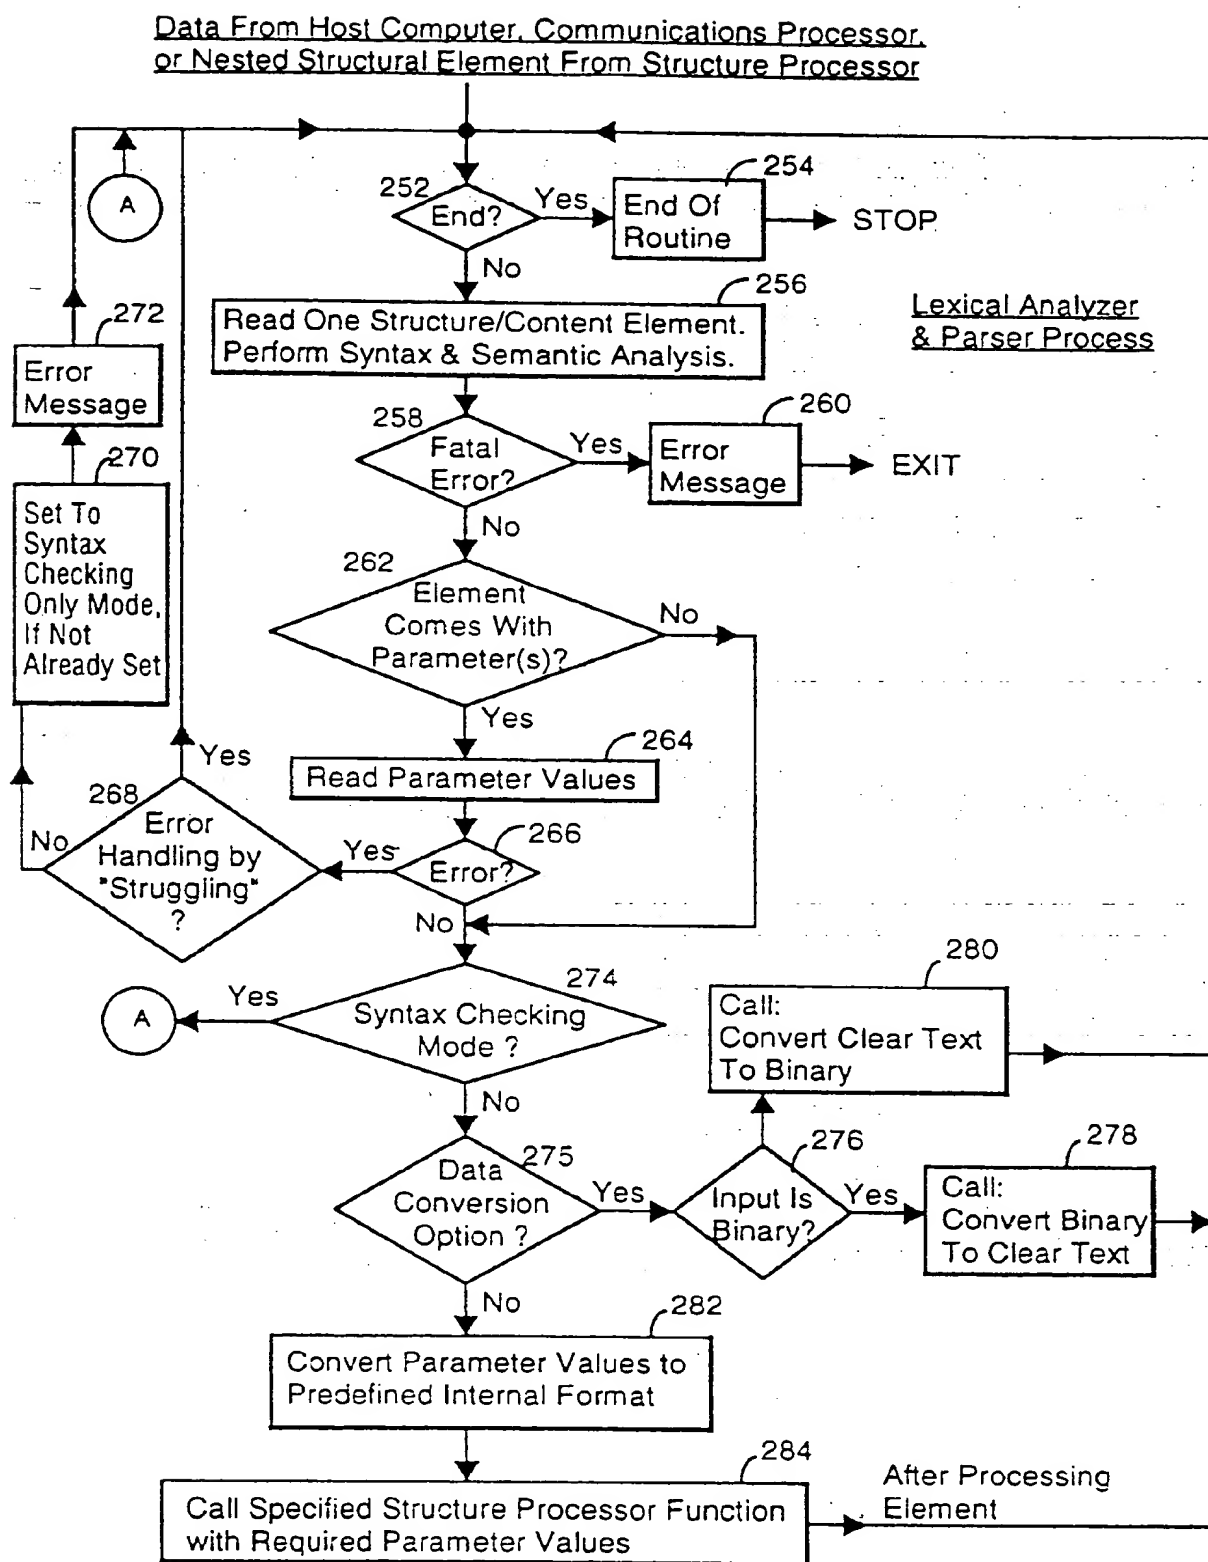 Data From Host Computer, Communications Processor,
or Nested Structural Element From Structure Processor
A
252
End?
Yes
254
End Of
Routine
STOP
No
256
Read One Structure/Content Element.
Perform Syntax & Semantic Analysis.
Lexical Analyzer
& Parser Process
272
Error
Message
258
Fatal
Error?
Yes
260
Error
Message
EXIT
No
270
Set To
Syntax
Checking
Only Mode,
If Not
Already Set
262
Element
Comes With
Parameter(s)?
No
Yes
264
Read Parameter Values
Yes
268
No
Error
Handling by
"Struggling"
?
Yes
266
Error?
No
274
Syntax Checking
Mode ?
Yes
A
No
280
Call:
Convert Clear Text
To Binary
275
Data
Conversion
Option ?
Yes
276
Input Is
Binary?
Yes
278
Call:
Convert Binary
To Clear Text
No
282
Convert Parameter Values to
Predefined Internal Format
284
Call Specified Structure Processor Function
with Required Parameter Values
After Processing
Element